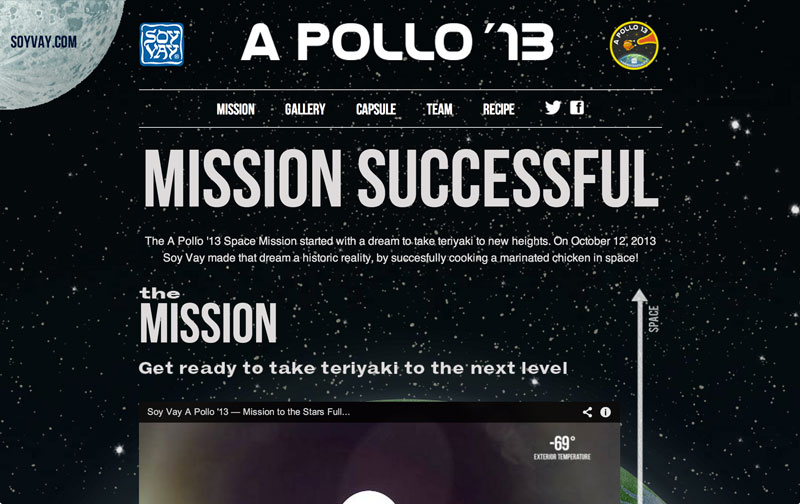 SOYVAY.COM
SOY
VAY
A POLLO '13
A POLLO '13
MISSION GALLERY CAPSULE TEAM RECIPE
MISSION SUCCESSFUL
The A Pollo '13 Space Mission started with a dream to take teriyaki to new heights. On October 12, 2013
Soy Vay made that dream a historic reality, by succesfully cooking a marinated chicken in space!
the
MISSION
SPACE
Get ready to take teriyaki to the next level
Soy Vay A Pollo '13 — Mission to the Stars Full...
-69°
EXTERIOR TEMPERATURE